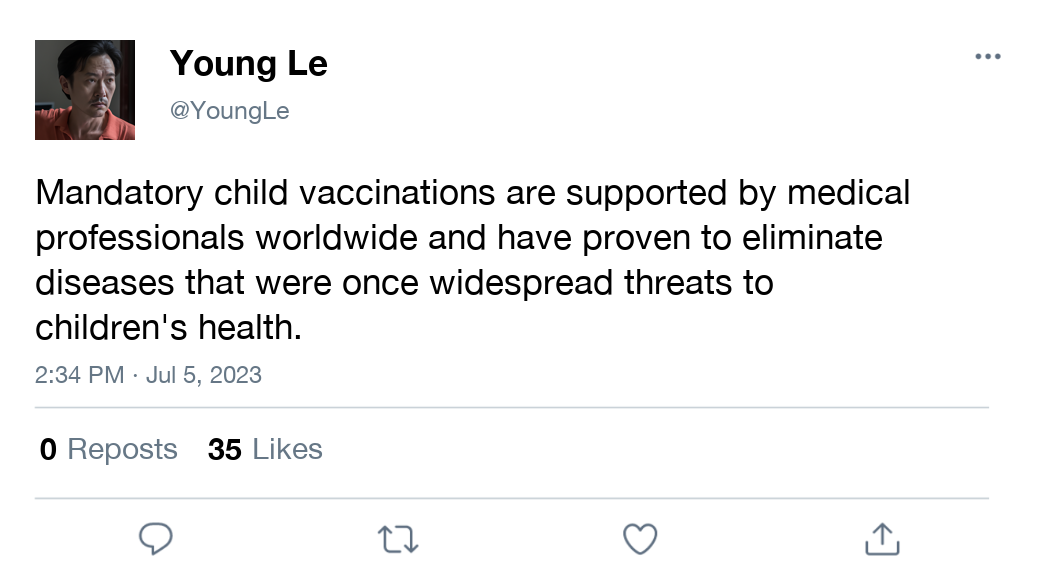 Young Le
@YoungLe
Mandatory child vaccinations are supported by medical
professionals worldwide and have proven to eliminate
diseases that were once widespread threats to
children's health.
2:34 PM · Jul 5, 2023
0 Reposts 35 Likes